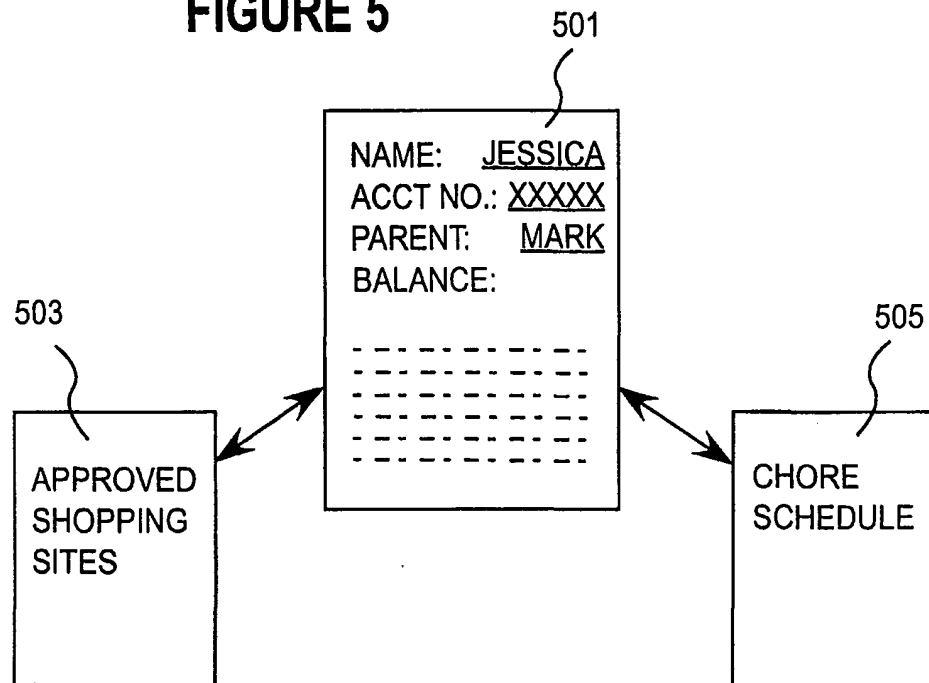 FIGURE 5
501
NAME: JESSICA
ACCT NO.: XXXXX
PARENT: MARK
BALANCE:
503
505
APPROVED
SHOPPING
SITES
CHORE
SCHEDULE